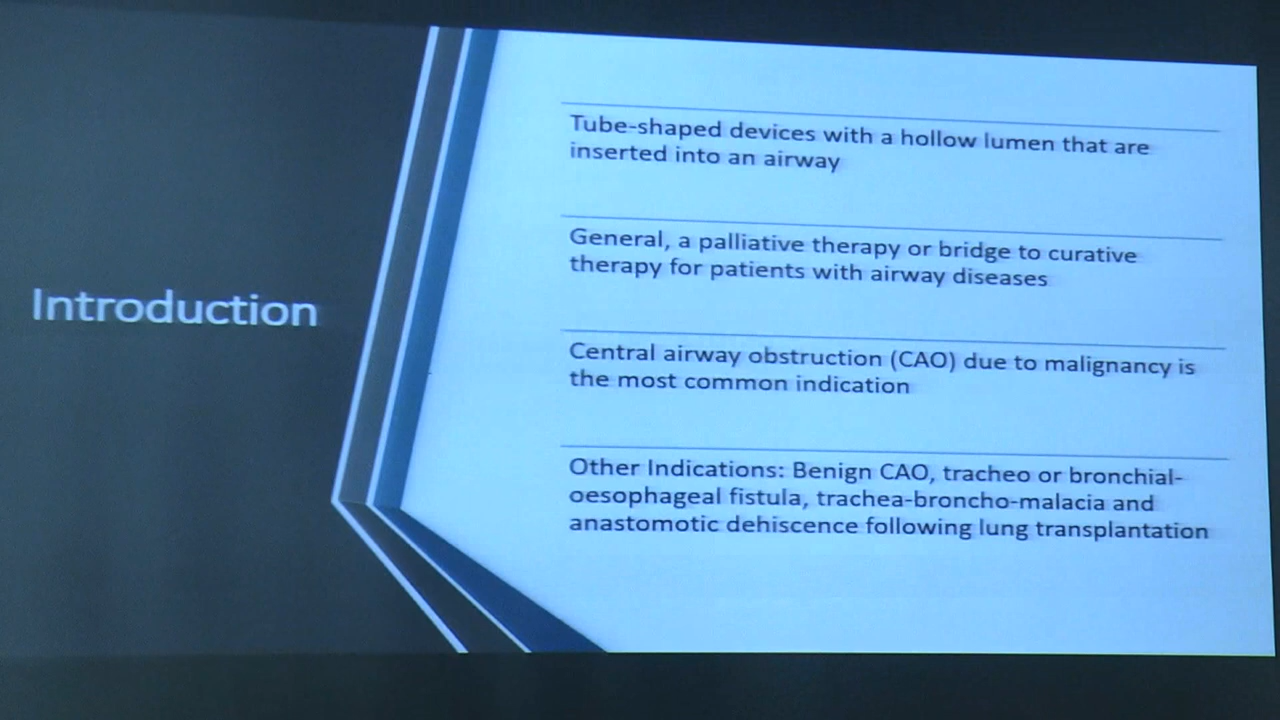 Introduction
Tube-shaped devices with a hollow lumen that are
inserted into an airway
General, a palliative therapy or bridge to curative
therapy for patients with airway diseases
Central airway obstruction (CAO) due to malignancy is
the most common indication
Other Indications: Benign CAO, tracheo or bronchial-
oesophageal fistula, trachea-broncho-malacia and
anastomotic dehiscence following lung transplantation